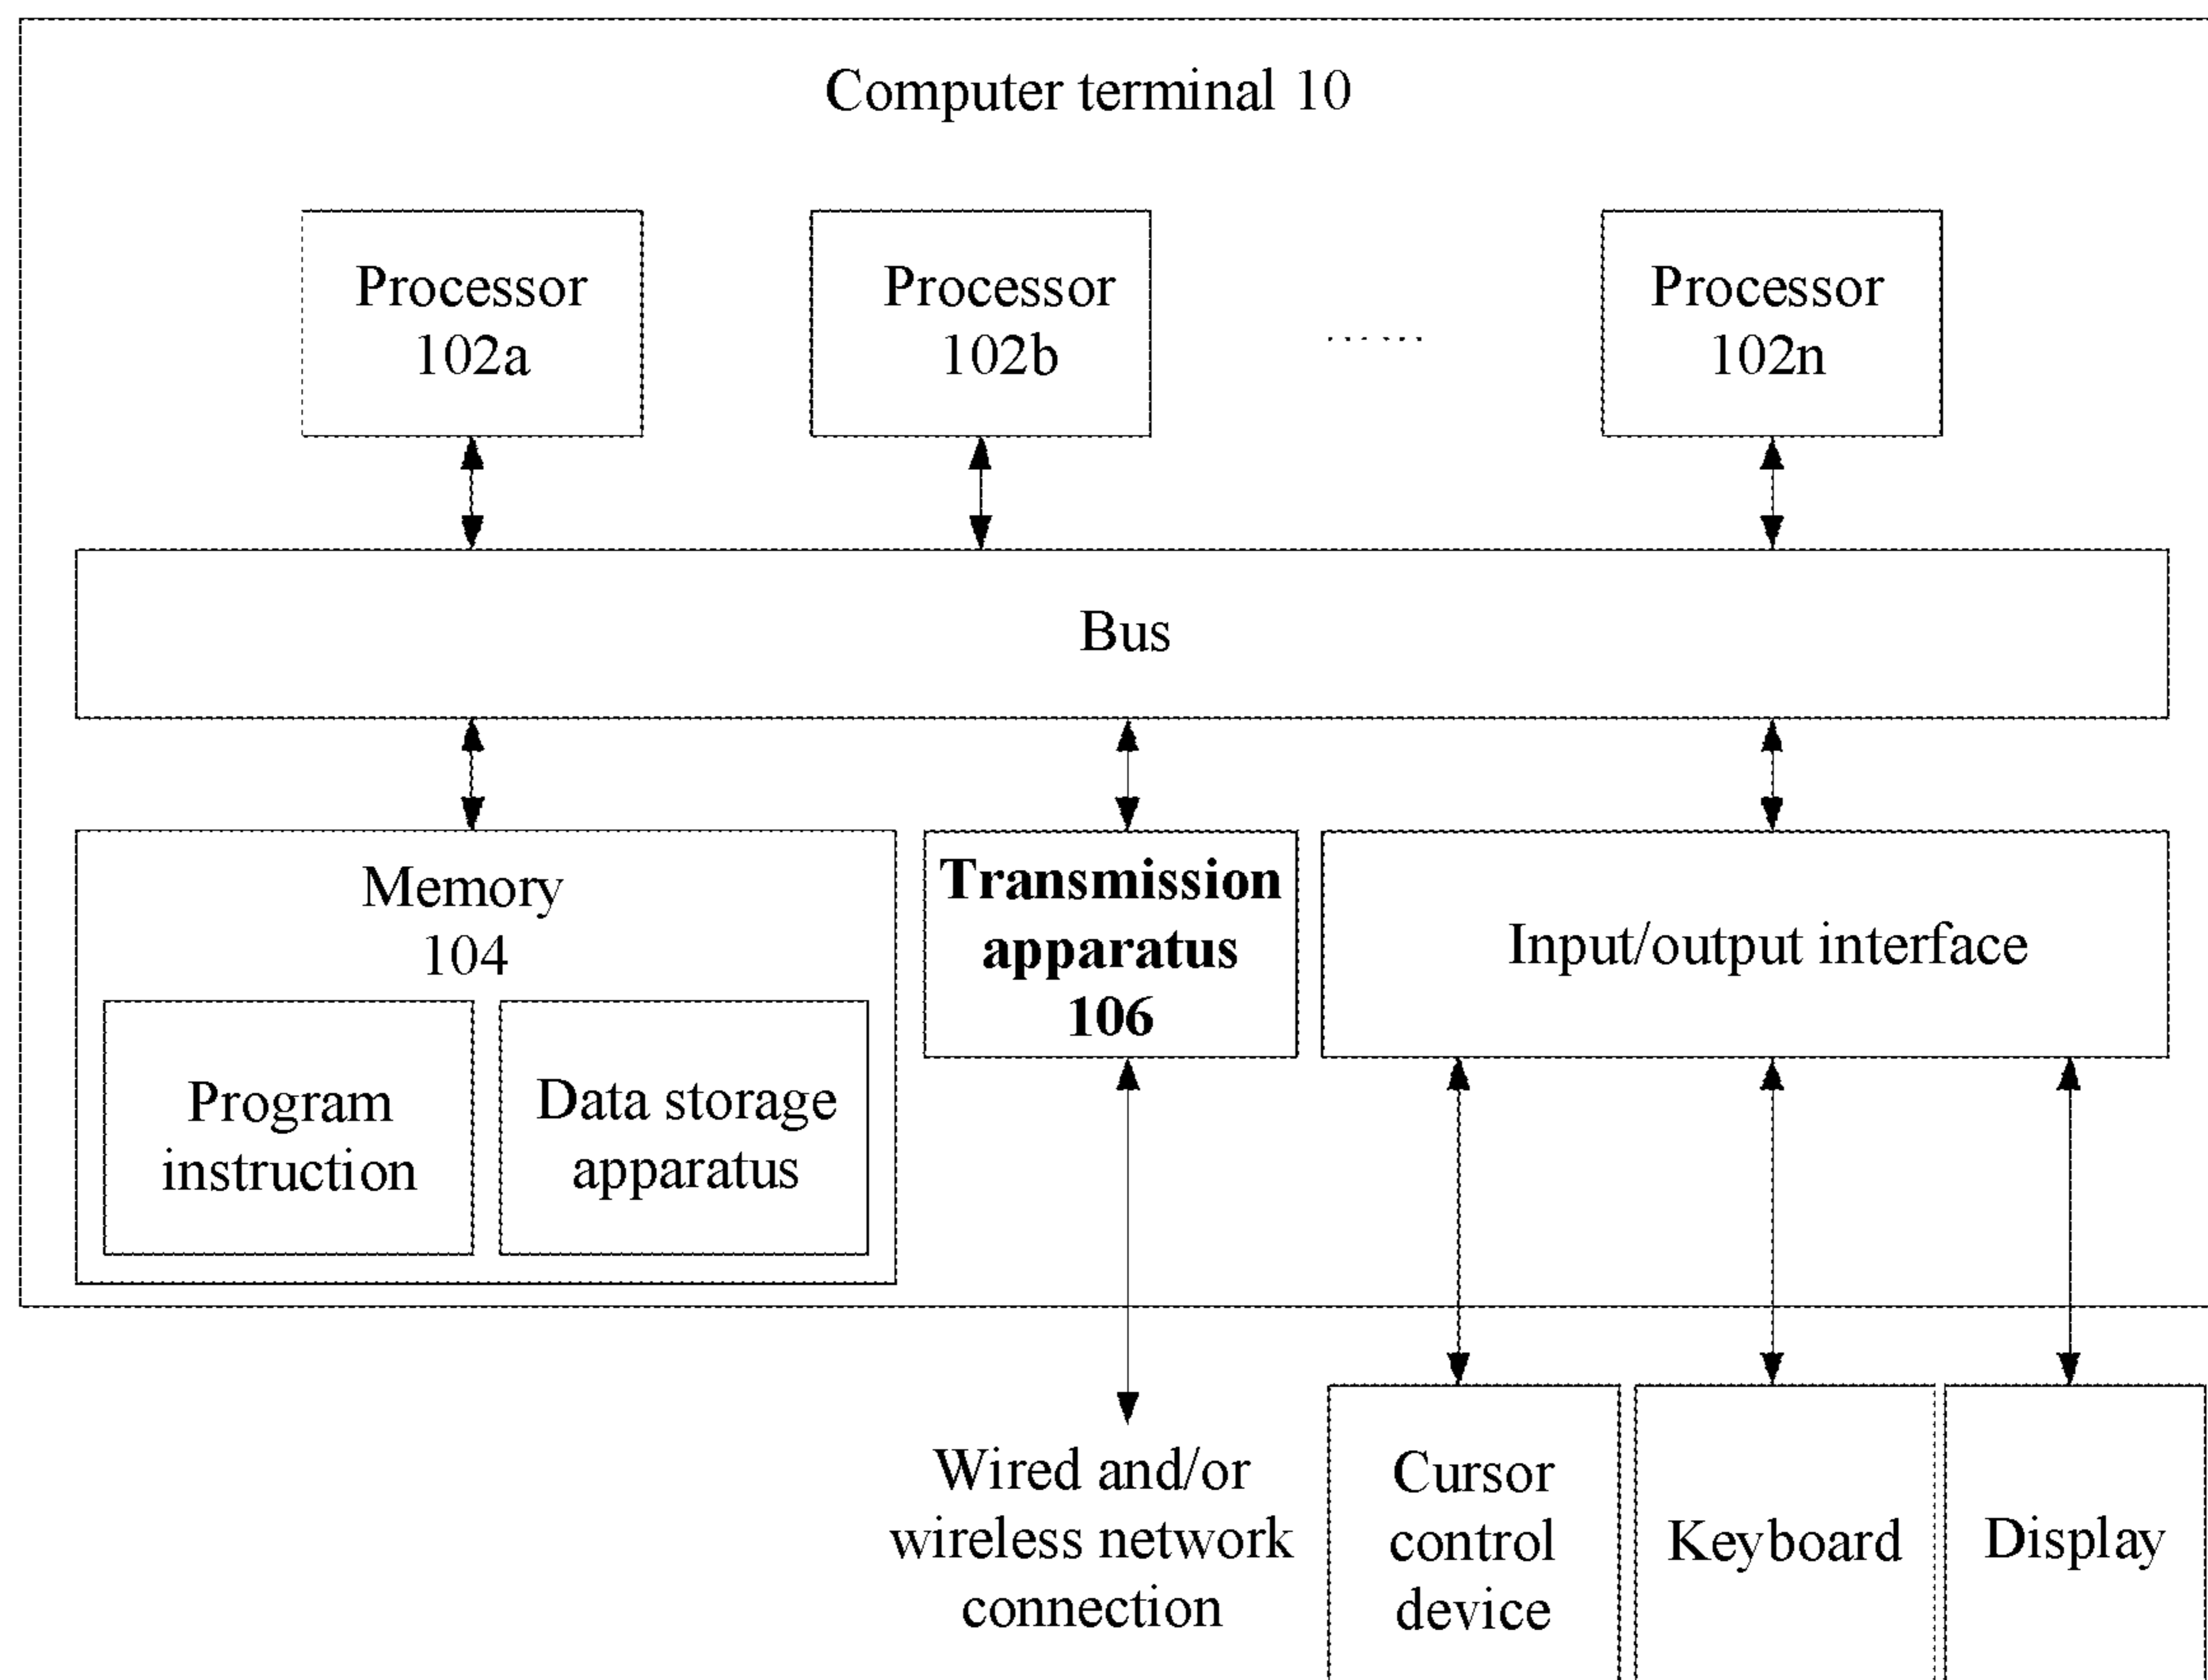 Computer terminal 10
Processor
102a
Processor
102b
......
Processor
102n
Bus
Memory
104
Program
instruction
Data storage
apparatus
Transmission
apparatus
106
Input/output interface
Wired and/or
wireless network
connection
Cursor
control
device
Keyboard
Display